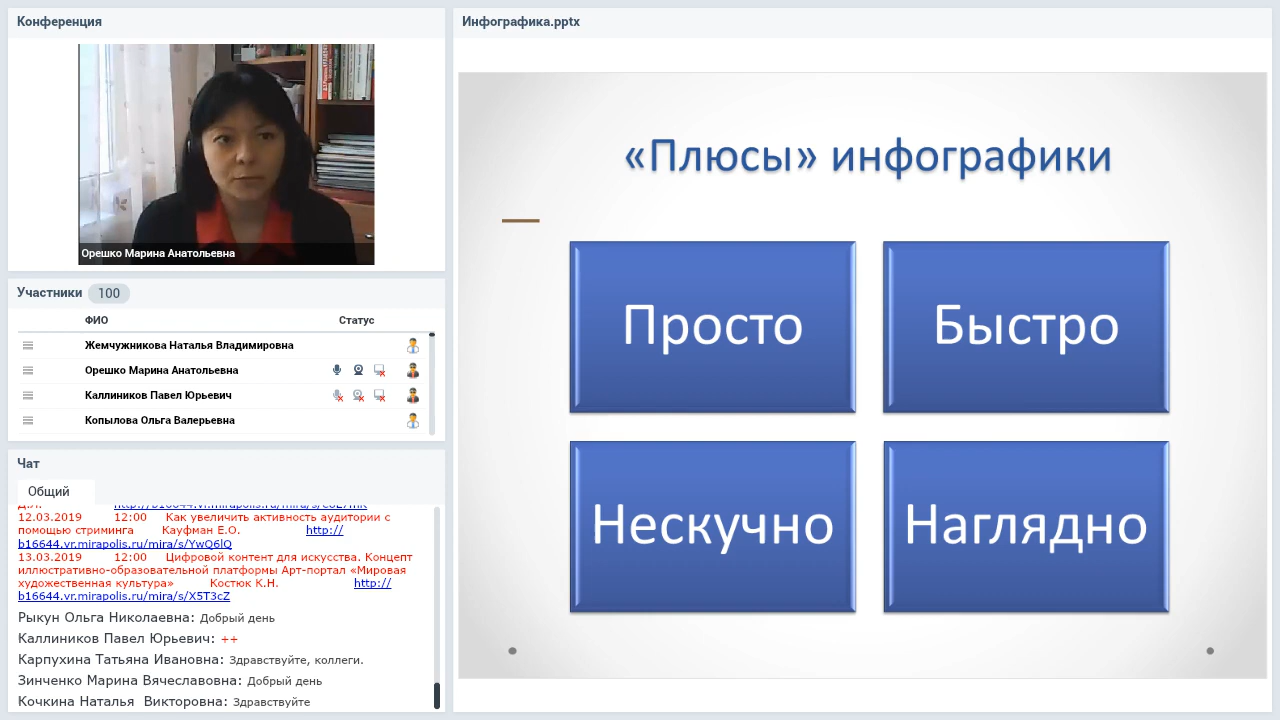 Конференция
Орешко Марина Анатольевна
Участники 100
ФИО Статус
Жемчужникова Наталья Владимировна
Орешко Марина Анатольевна
Каллиников Павел Юрьевич
Копылова Ольга Валерьевна
Чат
Общий
12.03.2019 12:00 Как увеличить активность аудитории с
помощью стриминга Кауфман Е.О. http://
b16644.vr.mirapolis.ru/mira/s/YwQ6lQ
13.03.2019 12:00 Цифровой контент для искусства. Концепт
иллюстративно-образовательной платформы Арт-портал «Мировая
художественная культура» Костюк К.Н. http://
b16644.vr.mirapolis.ru/mira/s/X5T3cZ
Рыкун Ольга Николаевна: Добрый день
Каллиников Павел Юрьевич: ++
Карпухина Татьяна Ивановна: Здравствуйте, коллеги.
Зинченко Марина Вячеславовна: Добрый день
Кочкина Наталья Викторовна: Здравствуйте
Инфографика.pptx
«Плюсы» инфографики
Просто
Быстро
Нескучно
Наглядно